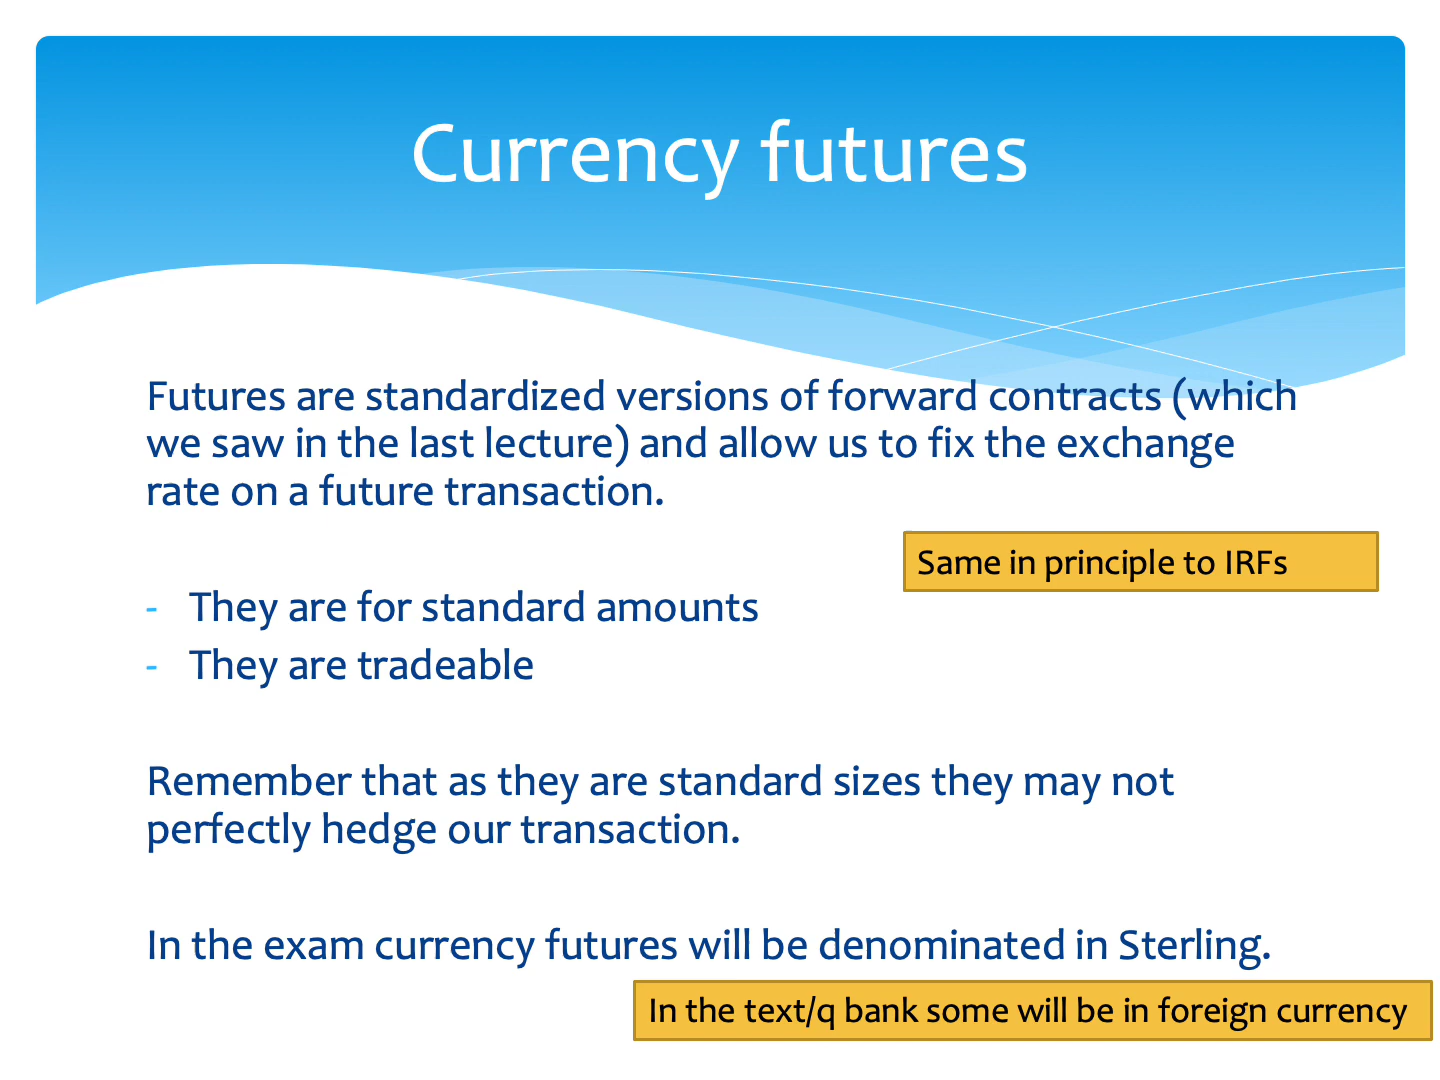 Currency futures
Futures are standardized versions of forward contracts (which
we saw in the last lecture) and allow us to fix the exchange
rate on a future transaction.
Same in principle to IRFs
- They are for standard amounts
- They are tradeable
Remember that as they are standard sizes they may not
perfectly hedge our transaction.
In the exam currency futures will be denominated in Sterling.
In the text/q bank some will be in foreign currency